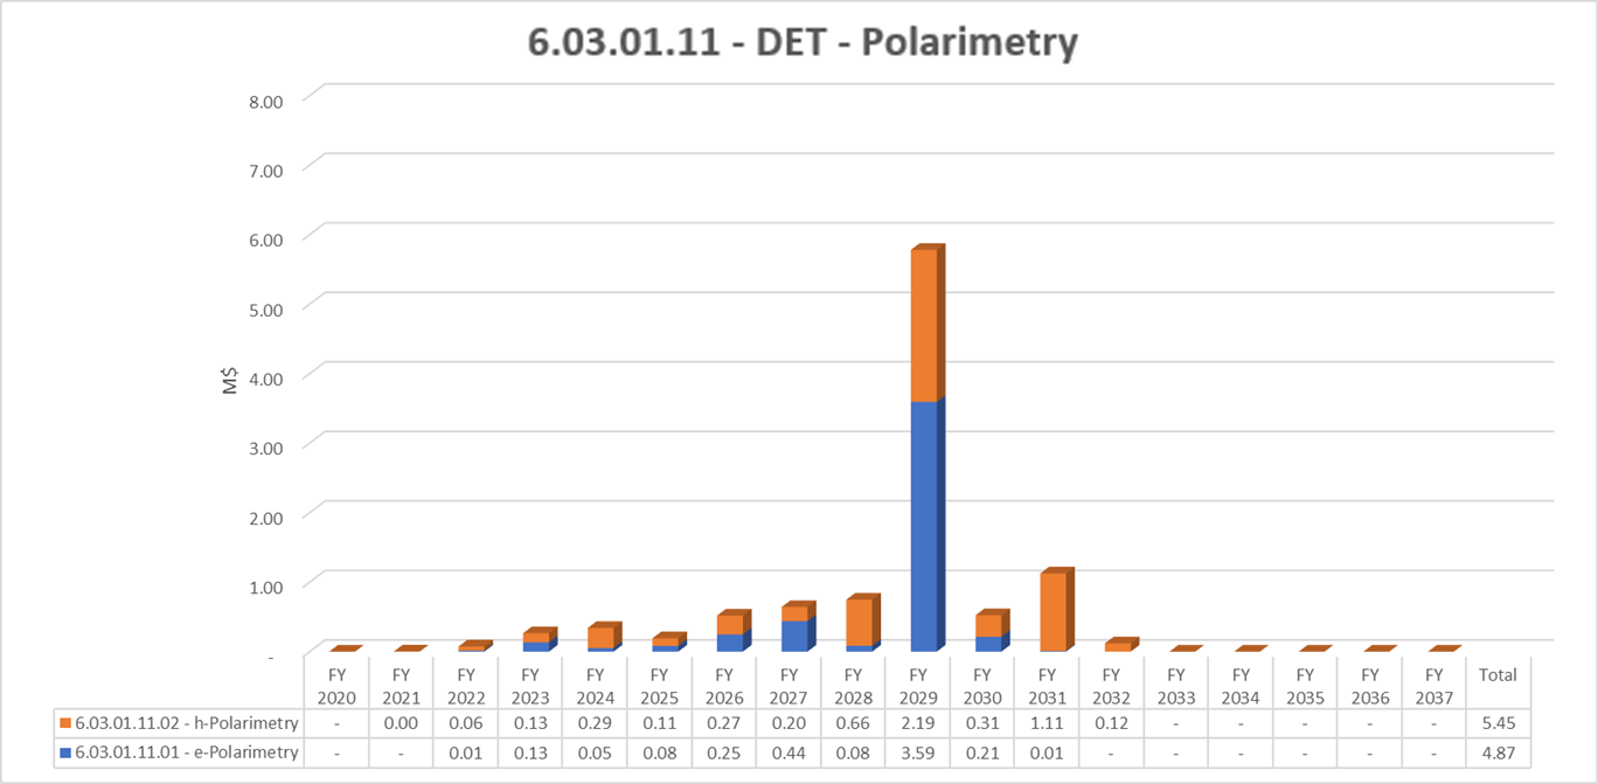 6.03.01.11 - DET - Polarimetry
8.00
7.00
6.00
5.00
4.00
3.00
2.00
1.00
-
M$
FY 2020 FY 2021 FY 2022 FY 2023 FY 2024 FY 2025 FY 2026 FY 2027 FY 2028 FY 2029 FY 2030 FY 2031 FY 2032 FY 2033 FY 2034 FY 2035 FY 2036 FY 2037 Total
6.03.01.11.02 - h-Polarimetry - 0.00 0.06 0.13 0.29 0.11 0.27 0.20 0.66 2.19 0.31 1.11 0.12 - - - - - 5.45
6.03.01.11.01 - e-Polarimetry - - 0.01 0.13 0.05 0.08 0.25 0.44 0.08 3.59 0.21 0.01 - - - - - - 4.87